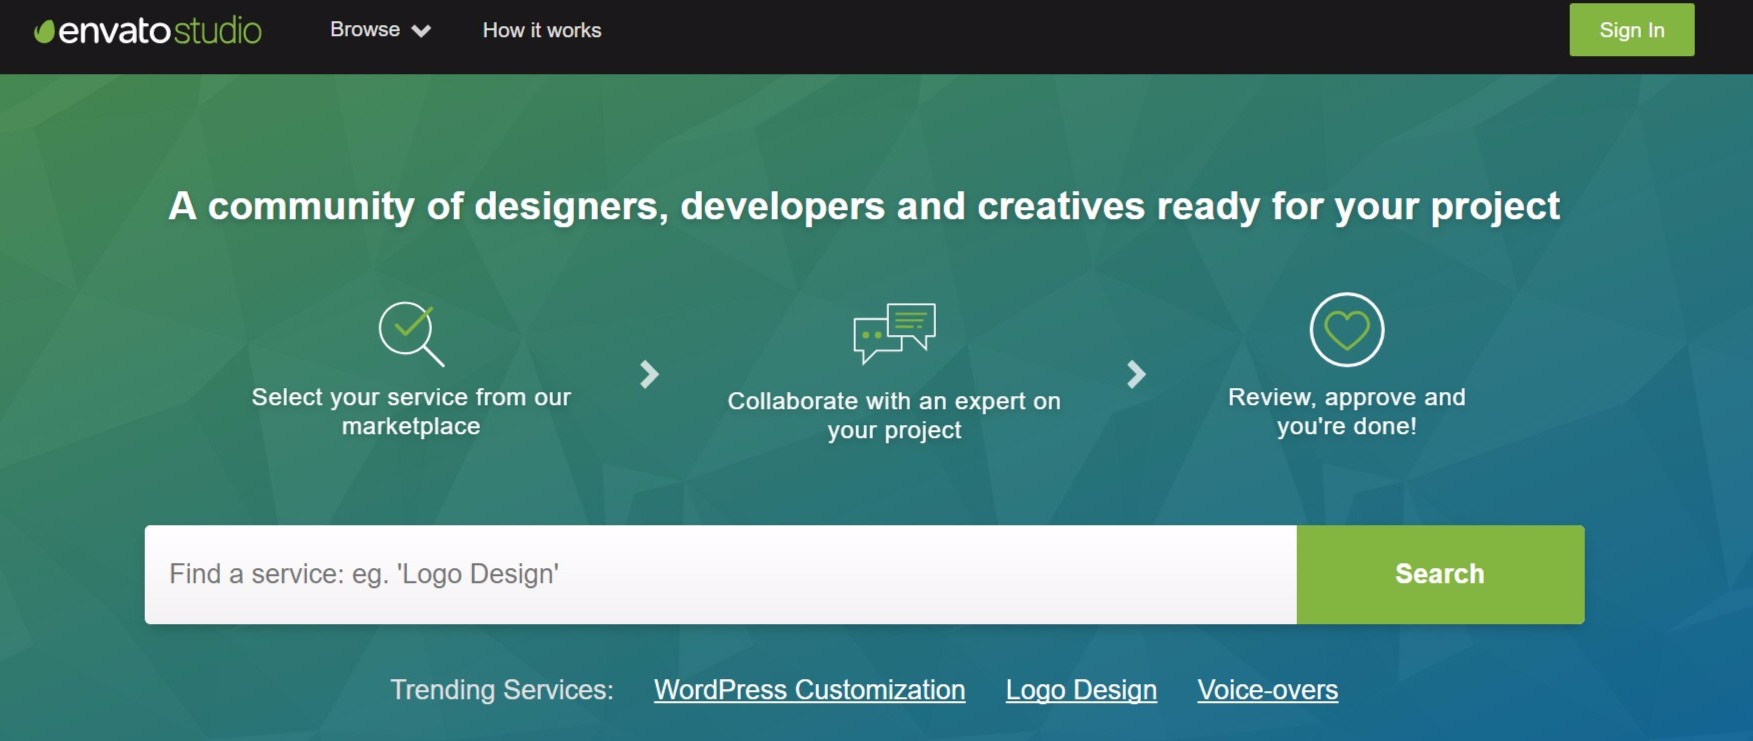 envatostudio
Browse
How it works
Sign In
A community of designers, developers and creatives ready for your project
Select your service from our
marketplace
Collaborate with an expert on
your project
Review, approve and
you're done!
Find a service: eg. 'Logo Design'
Search
Trending Services: WordPress Customization Logo Design Voice-overs